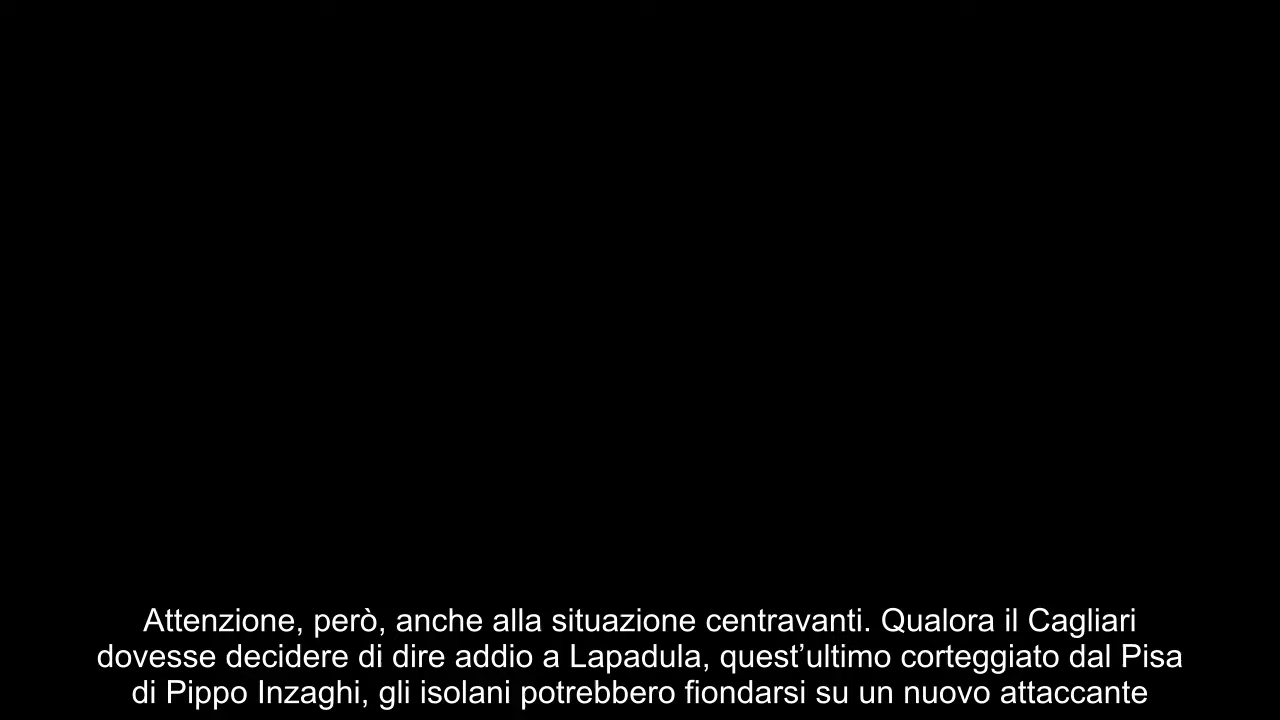 Attenzione, però, anche alla situazione centravanti. Qualora il Cagliari
dovesse decidere di dire addio a Lapadula, quest’ultimo corteggiato dal Pisa
di Pippo Inzaghi, gli isolani potrebbero fiondarsi su un nuovo attaccante